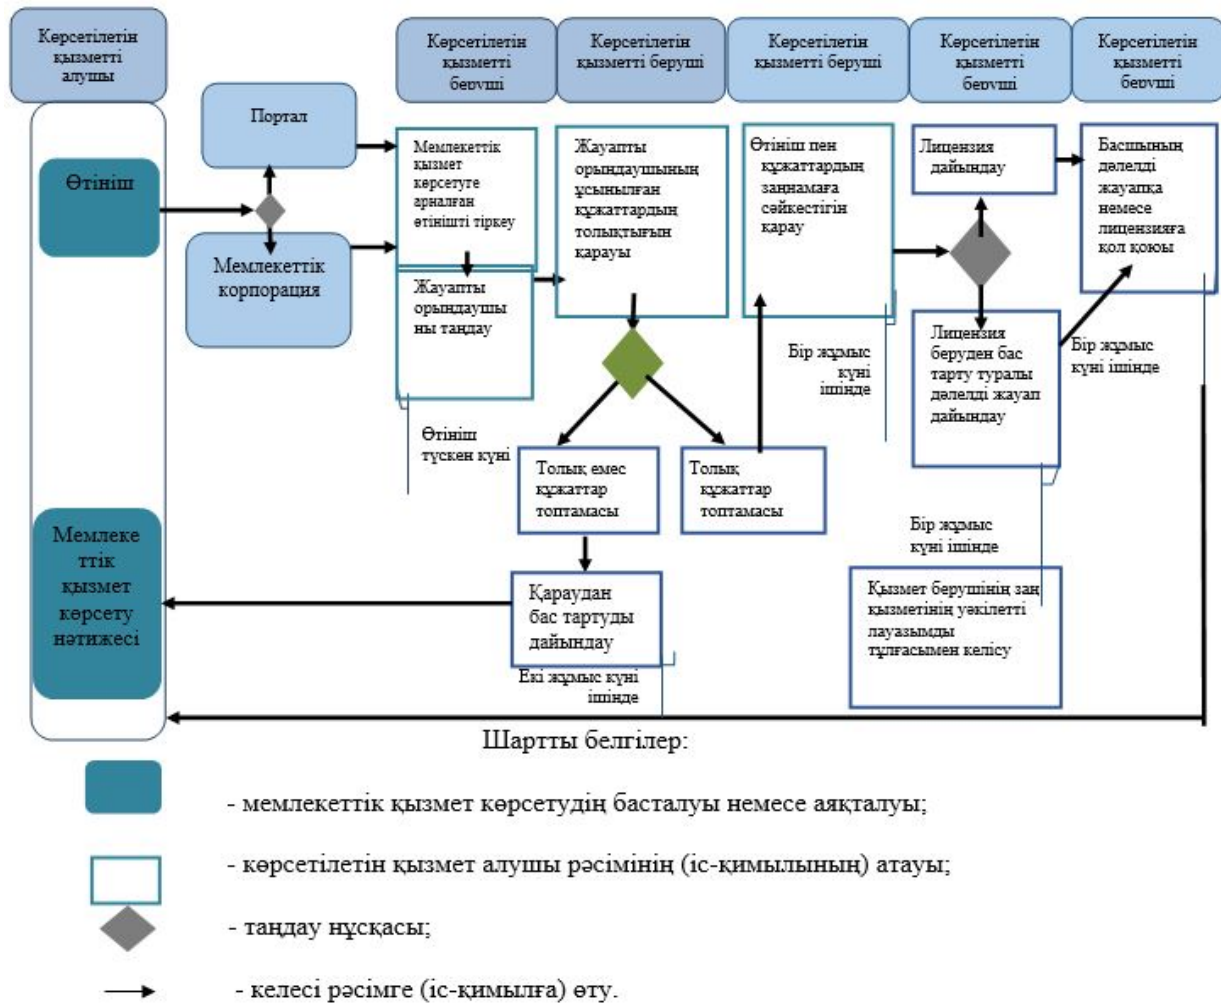 Көрсетілетін
қызметті
алушы
Көрсетілетін
қызметті
беруші
Көрсетілетін
қызметті беруші
Көрсетілетін
қызметті беруші
Көрсетілетін
қызметті
беруші
Көрсетілетін
қызметті
беруші
Портал
Өтініш
Мемлекеттік
корпорация
Мемлекеттік
қызмет
көрсетуге
арналған
өтінішті тіркеу
Жауапты
орындаушы
ны таңдау
Өтініш
түскен күні
Жауапты
орындаушының
ұсынылған
құжаттардың
толықтығын
қарауы
Толық емес
құжаттар
топтамасы
Толық
құжаттар
топтамасы
Қараудан
бас тартуды
дайындау
Екі жұмыс күні
ішінде
Өтініш пен
құжаттардың
заңнамаға
сәйкестігін
қарау
Бір жұмыс
күні
ішінде
Лицензия
дайындау
Лицензия
беруден бас
тарту туралы
дәлелді жауап
дайындау
Бір жұмыс
күні ішінде
Қызмет берушінің заң
қызметінің уәкілетті
лауазымды
тұлғасымен келісу
Басшының
дәлелді
жауапқа
немесе
лицензияға
қол қоюы
Бір жұмыс
күні ішінде
Мемлеке
ттік
қызмет
көрсету
нәтижесі
Шартты белгілер:
- мемлекеттік қызмет көрсетудің басталуы немесе аяқталуы;
- көрсетілетін қызмет алушы рәсімінің (іс-қимылының) атауы;
- таңдау нұсқасы;
- келесі рәсімге (іс-қимылға) өту.